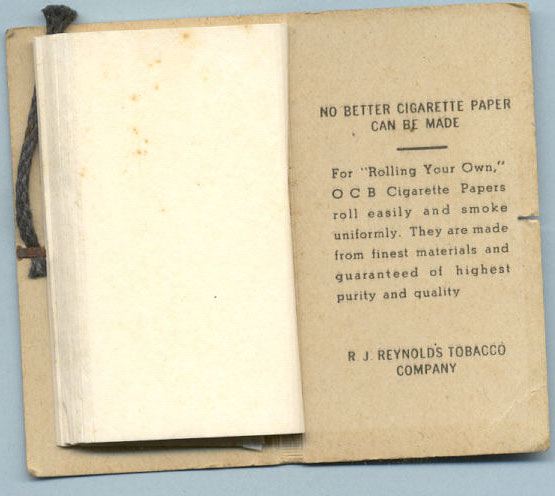 NO BETTER CIGARETTE PAPER
CAN BE MADE
For "Rolling Your Own,"
O C B Cigarette Papers
roll easily and smoke
uniformly. They are made
from finest materials and
guaranteed of highest
purity and quality
R. J. REYNOLDS TOBACCO
COMPANY